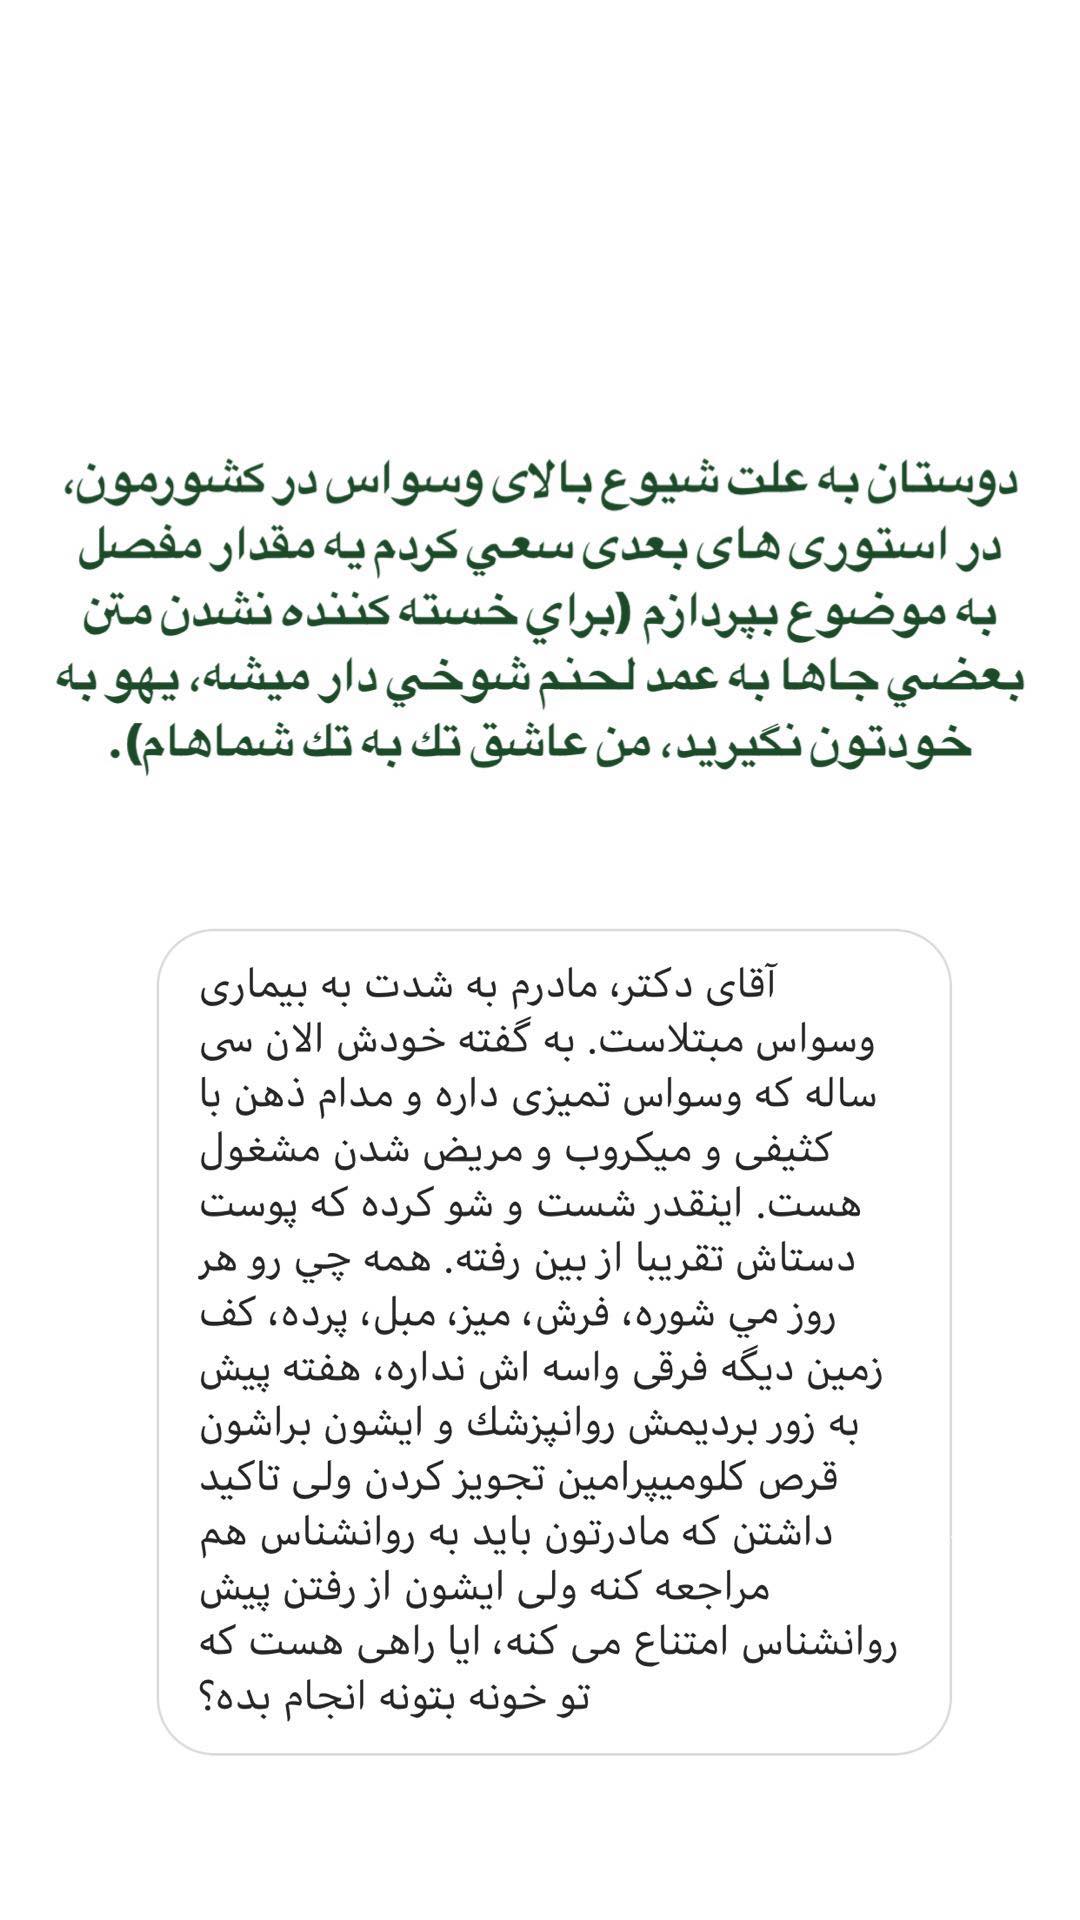 دوستان به علت شیوع بالای وسواس در کشورمون،
در استوری های بعدی سعي کردم یه مقدار مفصل
به موضوع بپردازم (براي خسته کننده نشدن متن
بعضي جاها به عمد لحنم شوخي دار میشه، یهو به
خودتون نگیرید، من عاشق تك به تك شماهام).
آقای دکتر، مادرم به شدت به بیماری
وسواس مبتلاست. به گفته خودش الان سی
ساله که وسواس تمیزی داره و مدام ذهن با
کثیفی و میکروب و مریض شدن مشغول
هست. اینقدر شست و شو کرده که پوست
دستاش تقریبا از بین رفته. همه چي رو هر
روز مي شوره، فرش، میز، مبل، پرده، کف
زمین دیگه فرقی واسه اش نداره، هفته پیش
به زور بردیمش روانپزشك و ایشون براشون
قرص کلومیپرامین تجویز کردن ولی تاکید
داشتن که مادرتون باید به روانشناس هم
مراجعه کنه ولی ایشون از رفتن پیش
روانشناس امتناع می کنه، ایا راهی هست که
تو خونه بتونه انجام بده؟